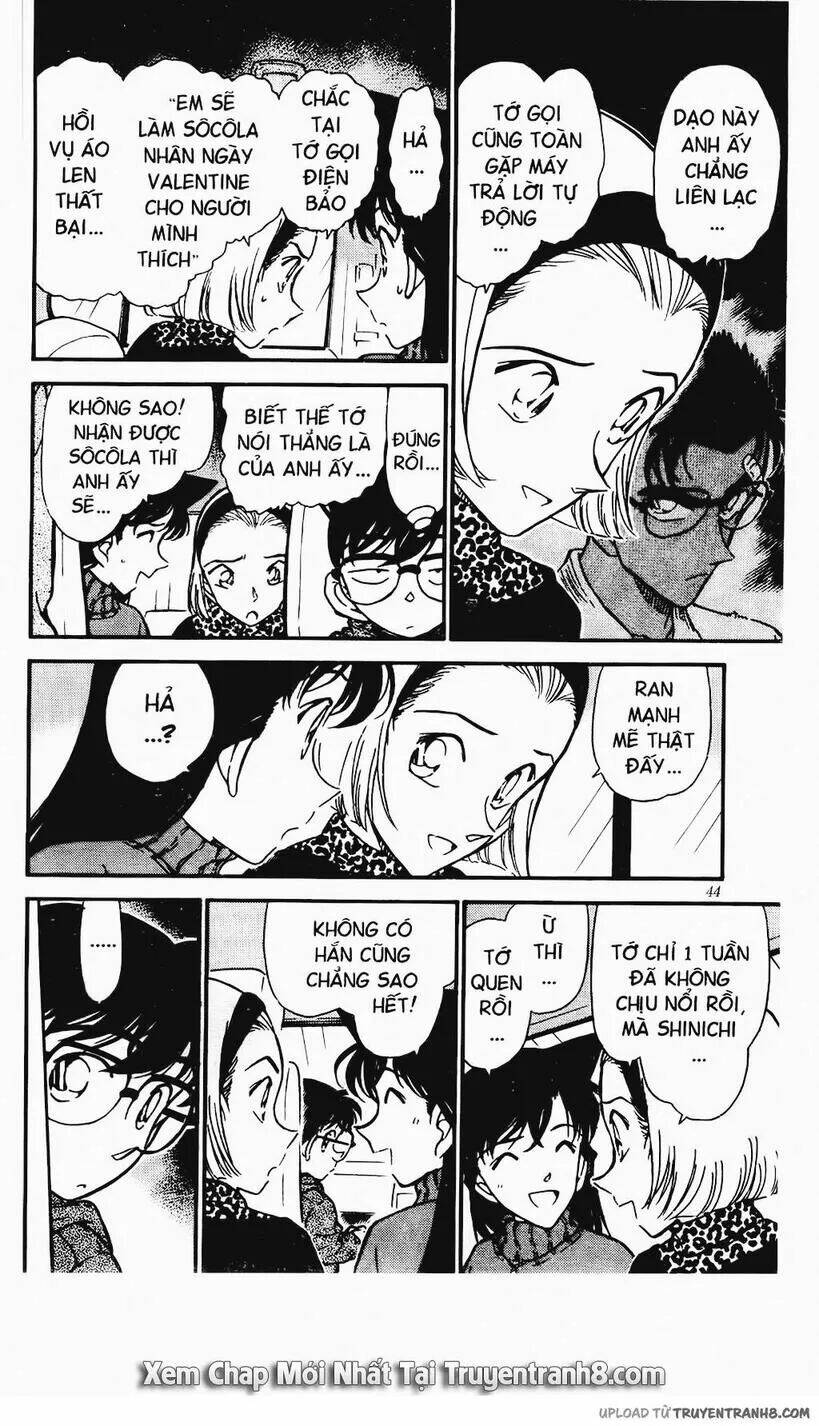 DẠO NÀY
ANH ẤY
CHẲNG
LIÊN LẠC
...
TỚ GỌI
CŨNG TOÀN
GẶP MÁY
TRẢ LỜI TỰ
ĐỘNG
...
HẢ
...
CHẮC
TẠI
TỚ GỌI
ĐIỆN
BẢO
"EM SẼ
LÀM SÔCÔLA
NHÂN NGÀY
VALENTINE
CHO NGƯỜI
MÌNH
THÍCH"
HỒI
VỤ ÁO
LEN
THẤT
BẠI...
ĐÚNG
RỒI...
BIẾT THẾ TỚ
NÓI THẲNG LÀ
CỦA ANH ẤY...
KHÔNG SAO!
NHẬN ĐƯỢC
SÔCÔLA THÌ
ANH ẤY
SẼ...
RAN
MẠNH
MẼ THẬT
ĐẤY...
HẢ
...?
44
TỚ CHỈ 1 TUẦN
ĐÃ KHÔNG
CHỊU NỔI RỒI,
MÀ SHINICHI
...
Ừ
THÌ
...
TỚ
QUEN
RỒI
...
KHÔNG CÓ
HẮN CŨNG
CHẲNG SAO
HẾT!
......
Xem Chap Mới Nhất Tại Truyentranh8.com
UPLOAD TỪ TRUYENTRANH8.COM